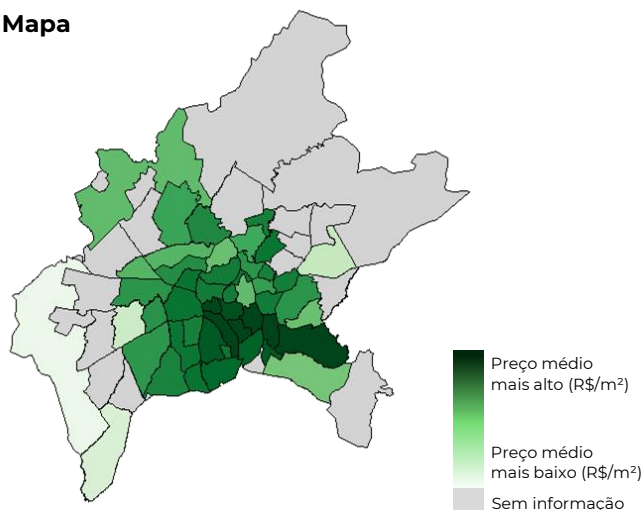 Mapa
Preço médio
mais alto (R$/m²)
Preço médio
mais baixo (R$/m²)
Sem informação